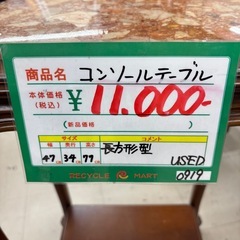 商品名 コンソールテーブル
本体価格(税込) ¥11.000-
(新品価格 )
サイズ コメント
幅 奥行 高さ 長方形型
47 39 77 USED
RECYCLE MART 0919